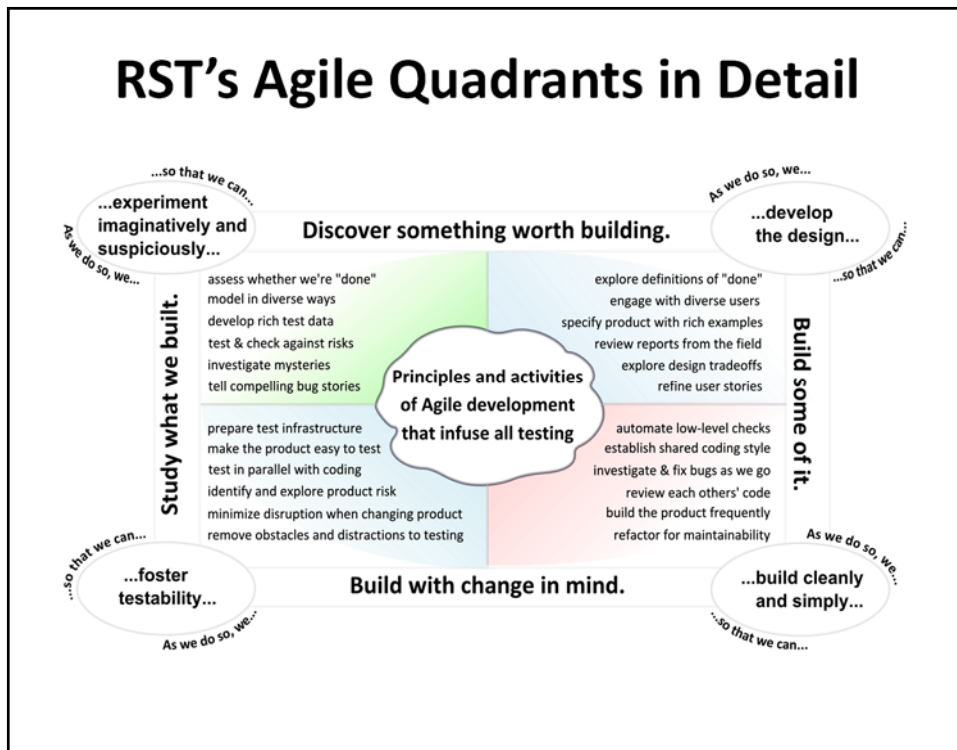 RST's Agile Quadrants in Detail
...so that we can...
...experiment
imaginatively and
suspiciously...
As we do so, we...
Discover something worth building.
As we do so, we...
...develop
the design...
...so that we can...
Study what we built.
assess whether we're "done"
model in diverse ways
develop rich test data
test & check against risks
investigate mysteries
tell compelling bug stories
explore definitions of "done"
engage with diverse users
specify product with rich examples
review reports from the field
explore design tradeoffs
refine user stories
Build some of it.
Principles and activities
of Agile development
that infuse all testing
prepare test infrastructure
make the product easy to test
test in parallel with coding
identify and explore product risk
minimize disruption when changing product
remove obstacles and distractions to testing
automate low-level checks
establish shared coding style
investigate & fix bugs as we go
review each others' code
build the product frequently
refactor for maintainability
...so that we can...
...foster
testability...
As we do so, we...
Build with change in mind.
As we do so, we...
...build cleanly
and simply...
...so that we can...